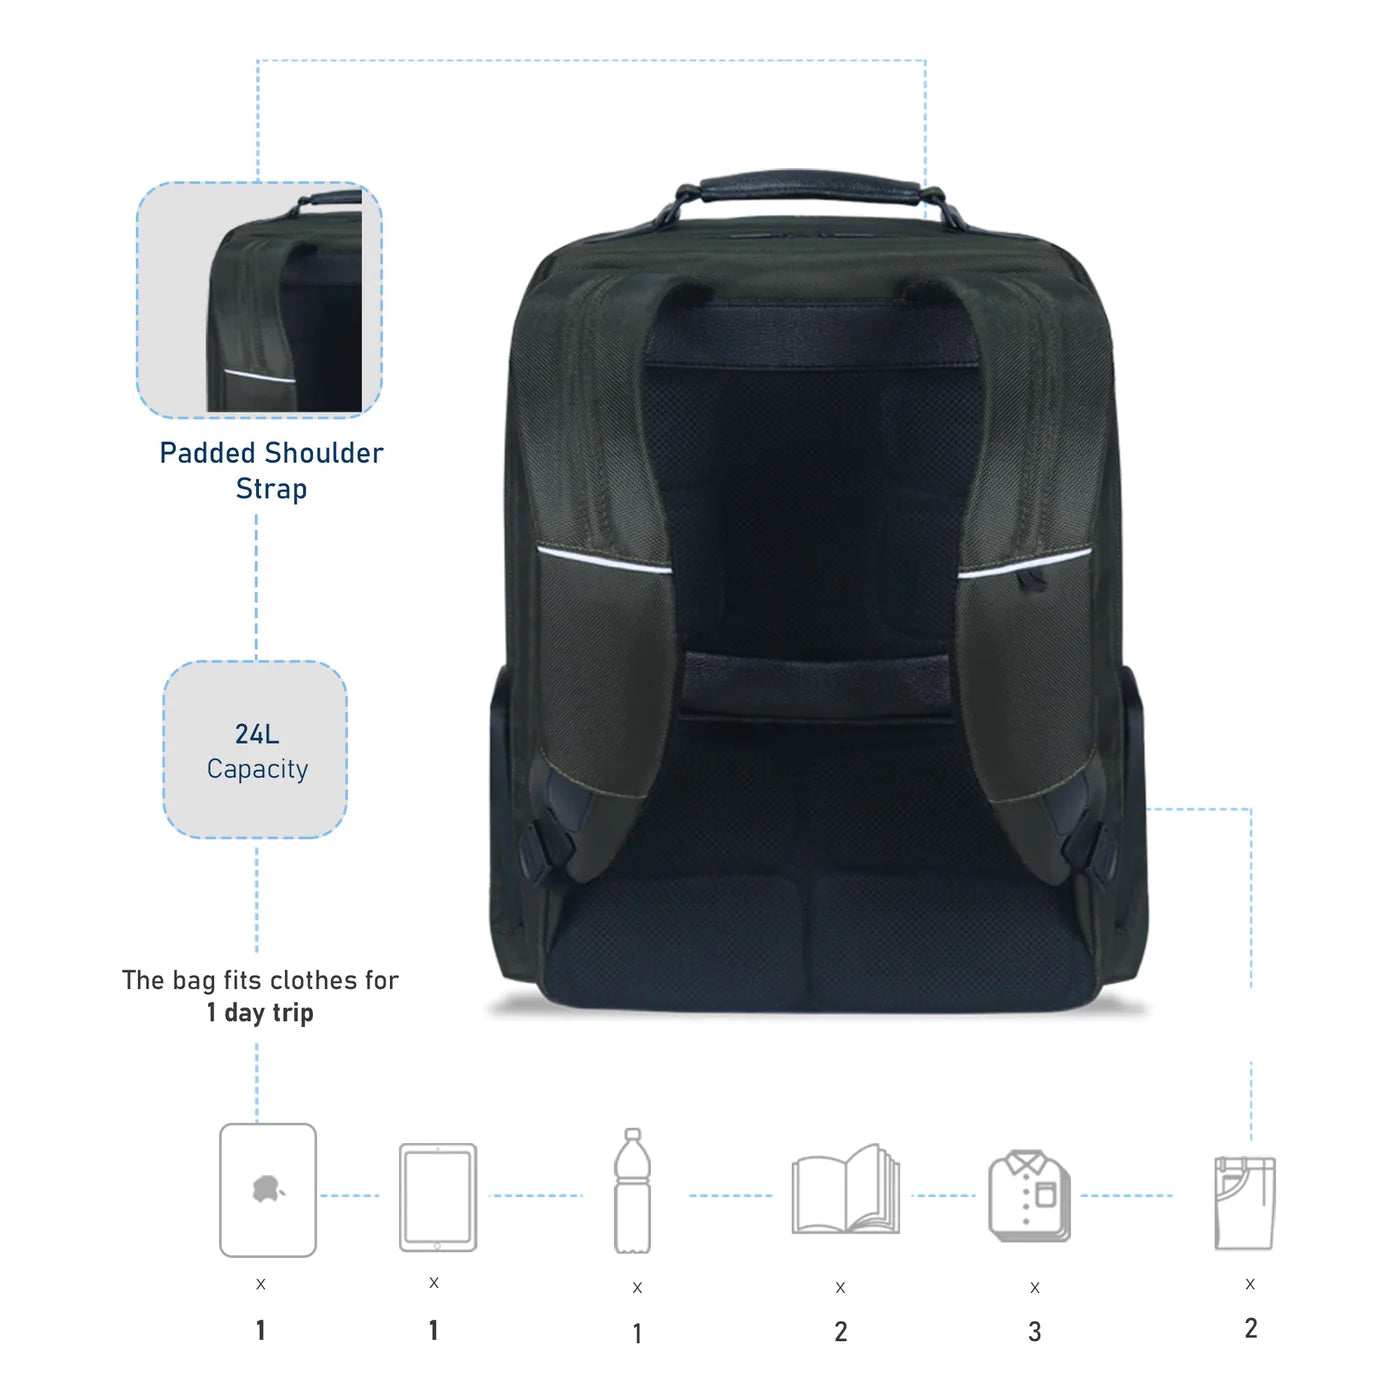 Padded Shoulder
Strap
24L
Capacity
The bag fits clothes for
1 day trip
x x x x x x
1 1 1 2 3 2